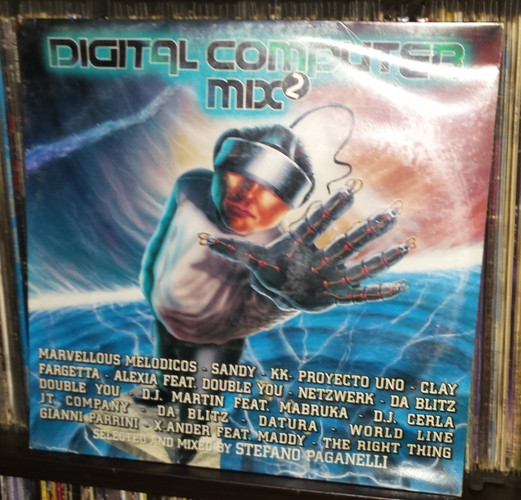 DIGITAL COMPUTER
MIX 2
MARVELLOUS MELODICOS - SANDY - KK. PROYECTO UNO - CLAY
FARGETTA - ALEXIA FEAT. DOUBLE YOU - NETZWERK - DA BLITZ
DOUBLE YOU - D.J. MARTIN FEAT. MABRUKA - D.J. CERLA
JT. COMPANY - DA BLITZ - DATURA - WORLD LINE
GIANNI PARRINI - X.ANDER FEAT. MADDY - THE RIGHT THING
SELECTED AND MIXED BY STEFANO PAGANELLI